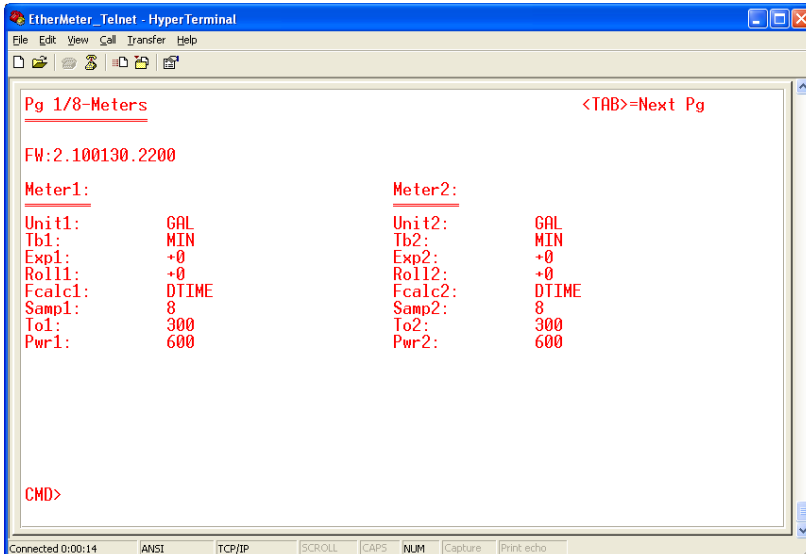 EtherMeter_Telnet - HyperTerminal
File Edit View Call Transfer Help
Pg 1/8-Meters <TAB>=Next Pg
FW:2.100130.2200
Meter1: Meter2:
Unit1: GAL Unit2: GAL
Tb1: MIN Tb2: MIN
Exp1: +0 Exp2: +0
Roll1: +0 Roll2: +0
Fcalc1: DTIME Fcalc2: DTIME
Samp1: 8 Samp2: 8
To1: 300 To2: 300
Pwr1: 600 Pwr2: 600
CMD>
Connected 0:00:14 ANSI TCP/IP SCROLL CAPS NUM Capture Print echo